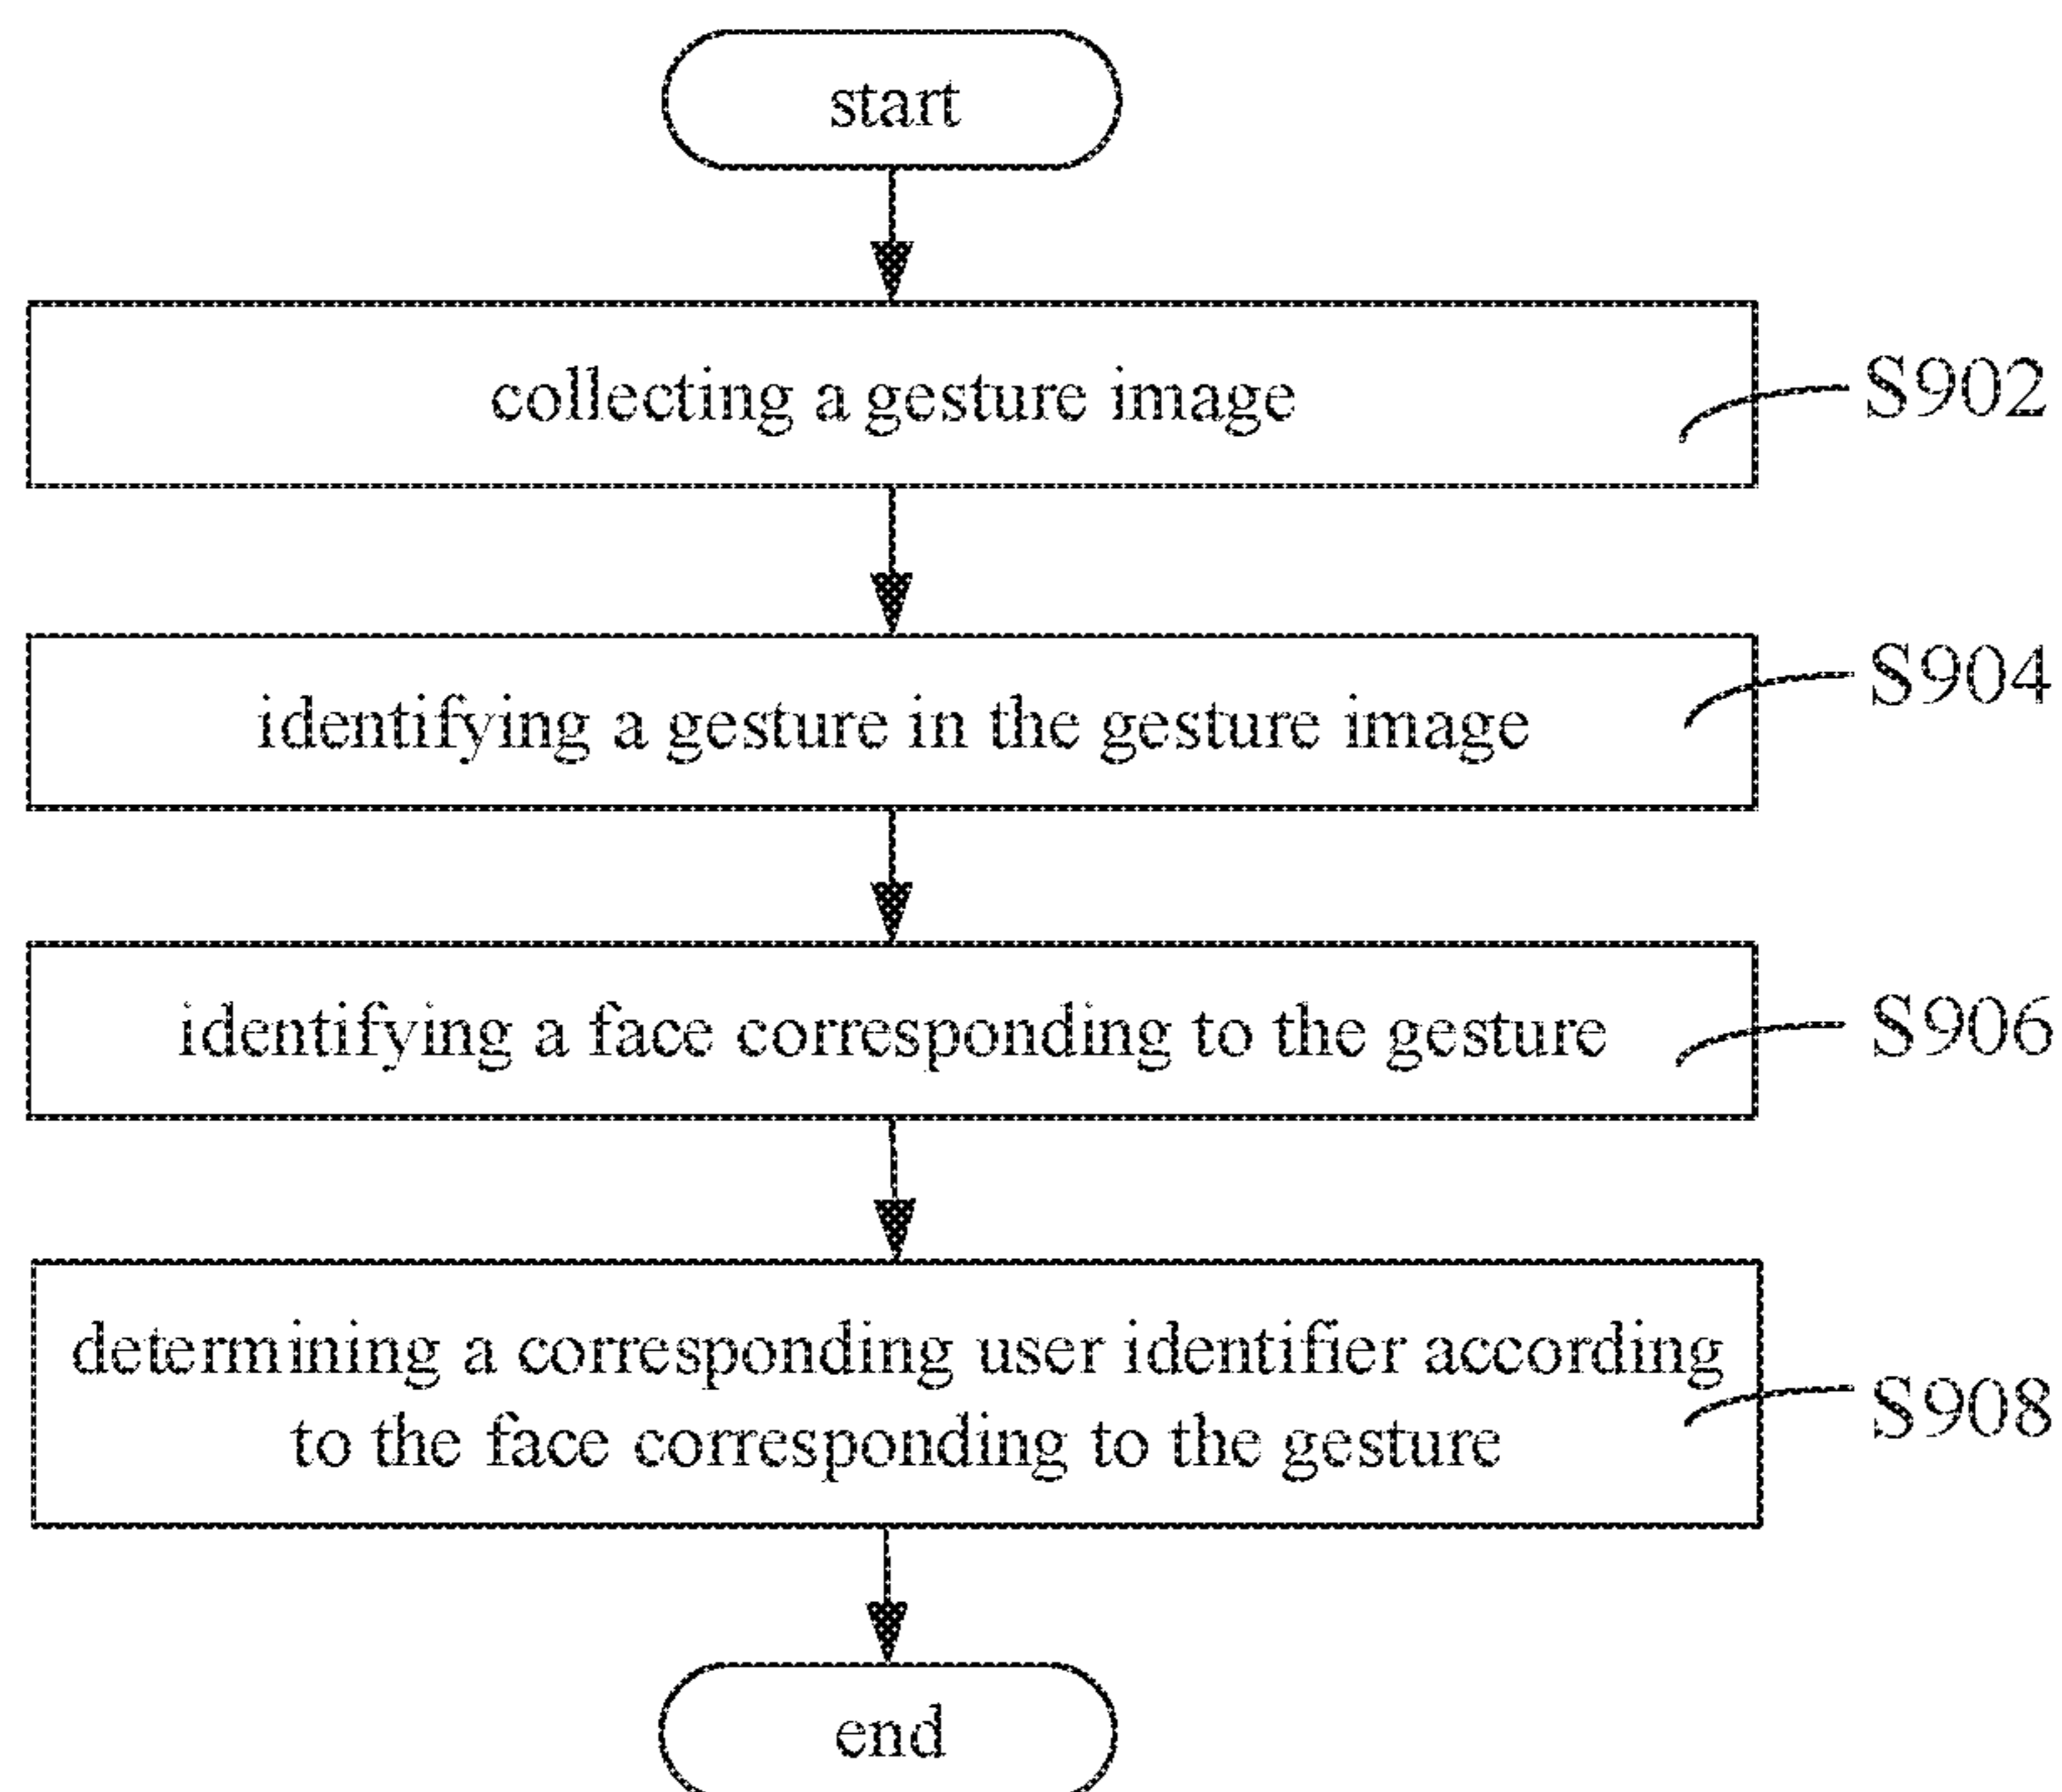 start
collecting a gesture image
S902
identifying a gesture in the gesture image
S904
identifying a face corresponding to the gesture
S906
determining a corresponding user identifier according
to the face corresponding to the gesture
S908
end